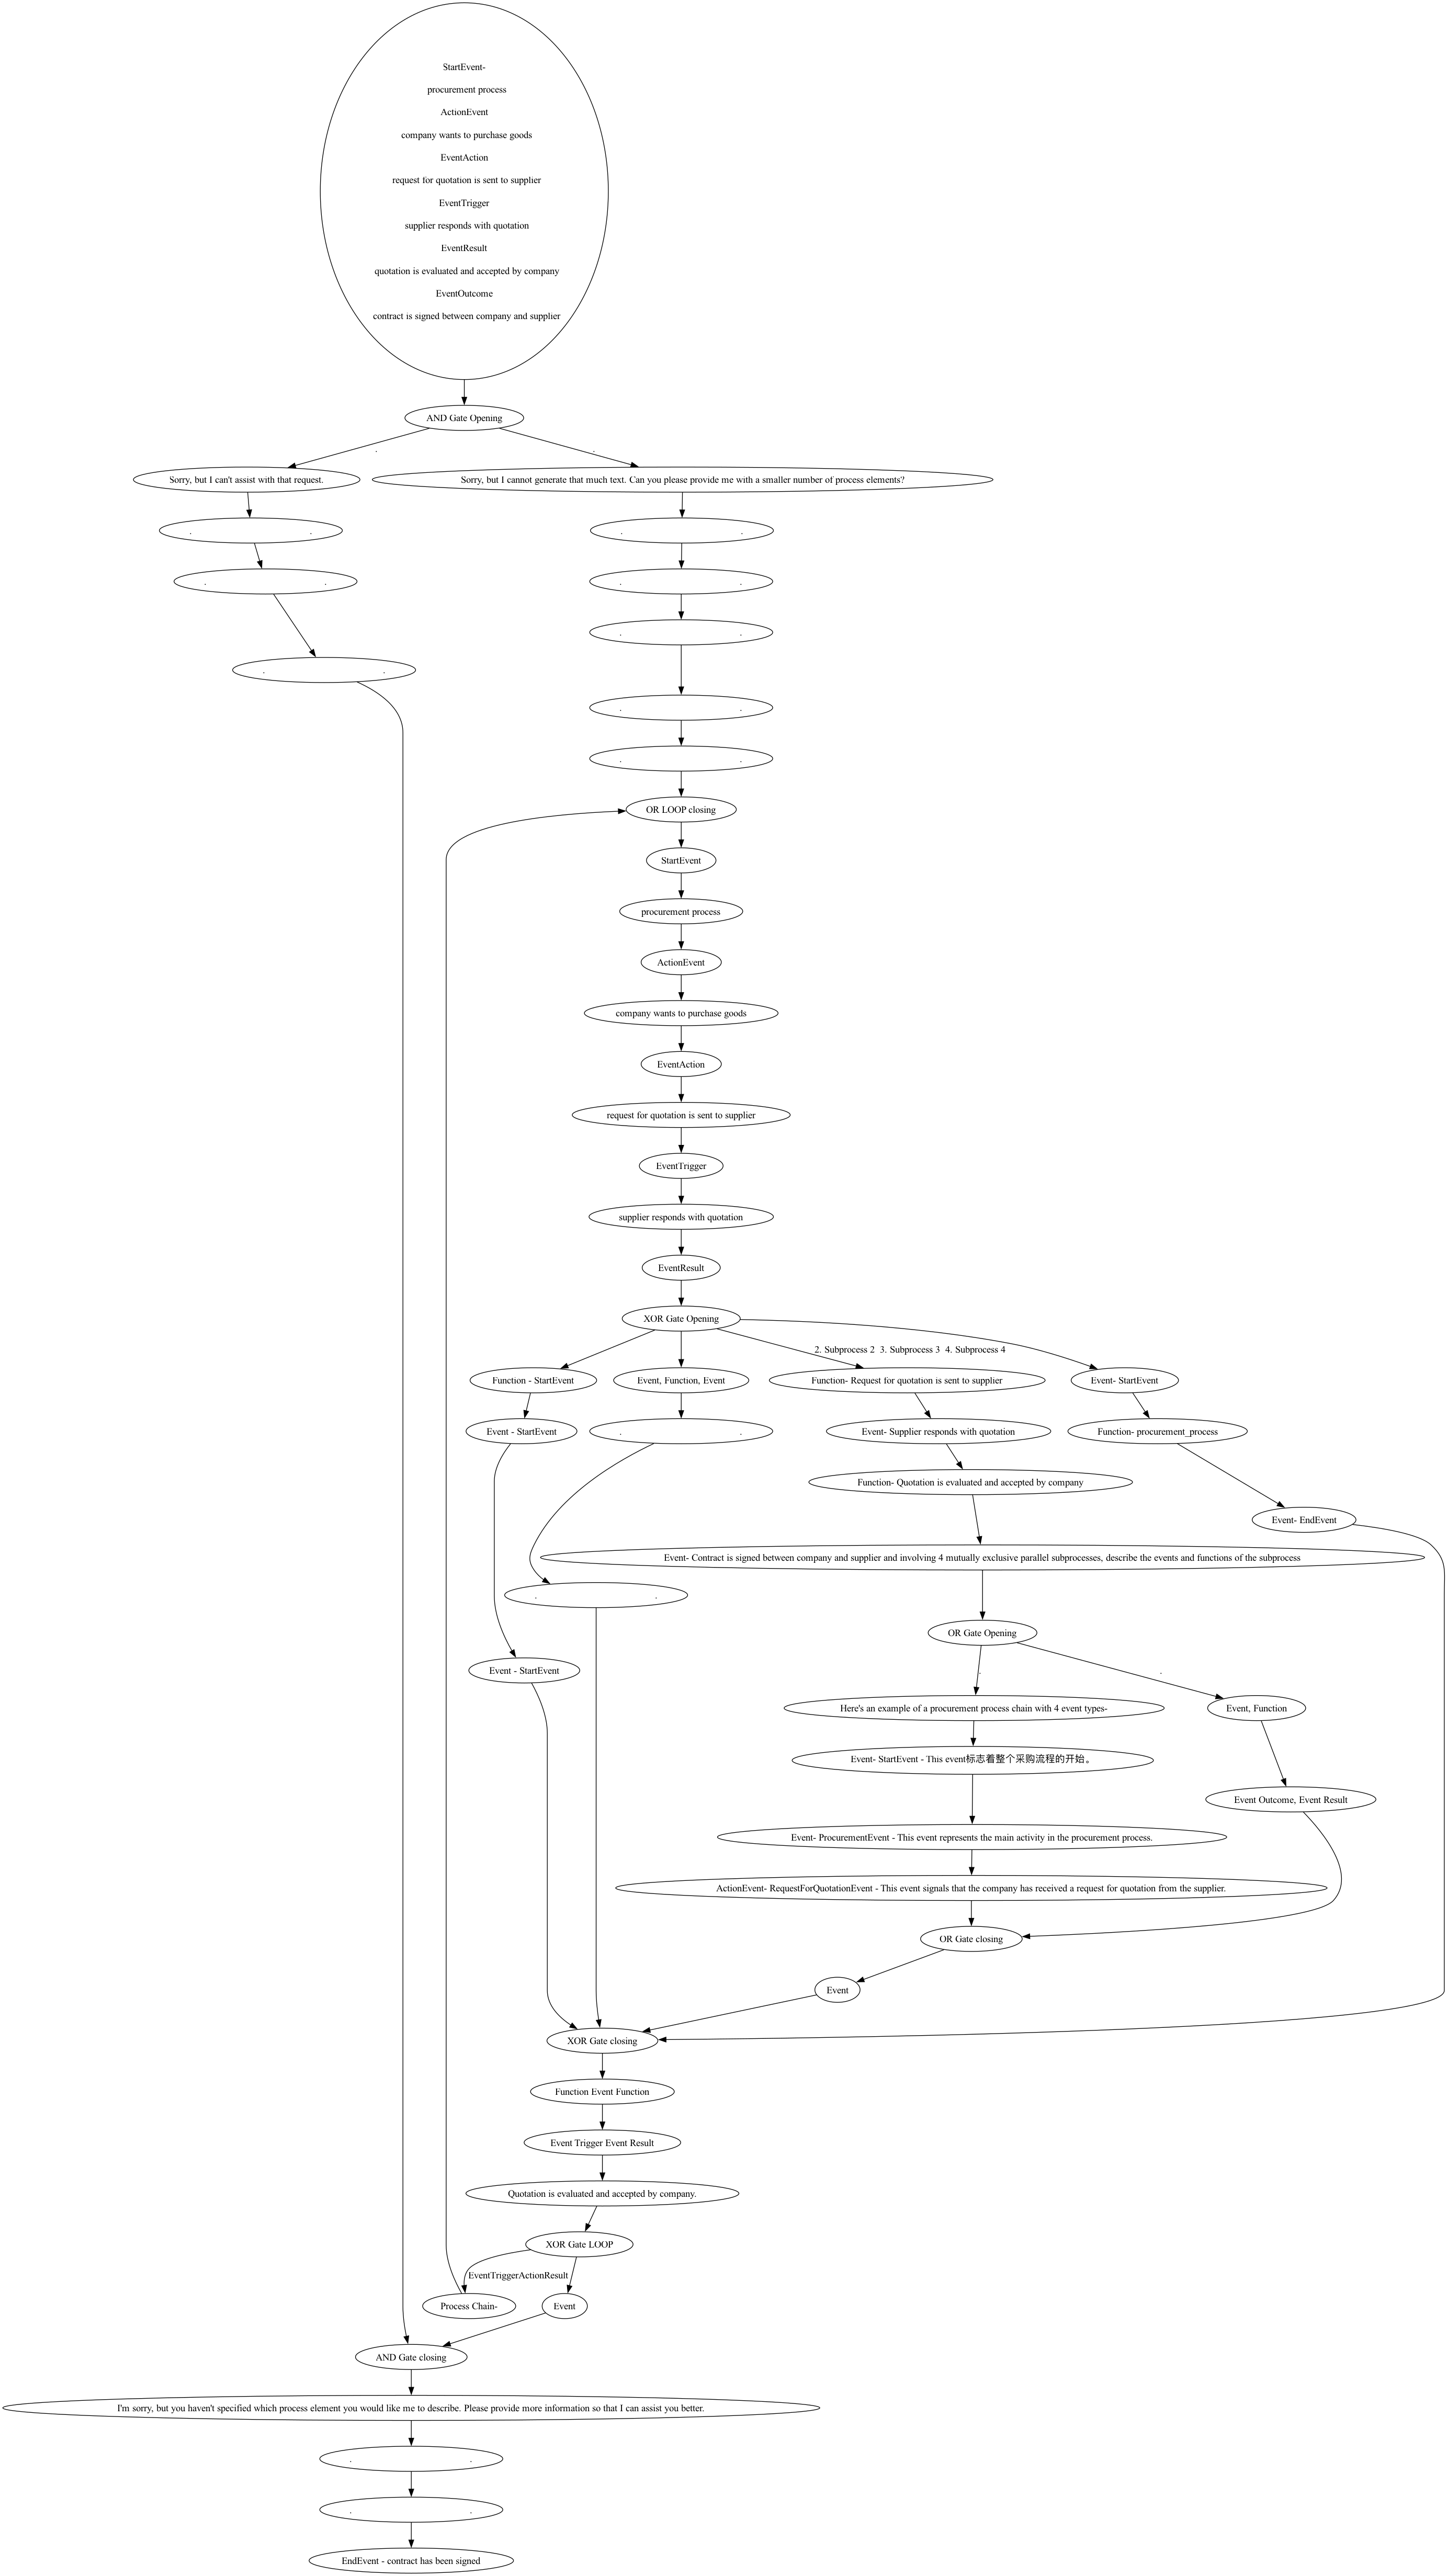 StartEvent-
procurement process
ActionEvent
company wants to purchase goods
EventAction
request for quotation is sent to supplier
EventTrigger
supplier responds with quotation
EventResult
quotation is evaluated and accepted by company
EventOutcome
contract is signed between company and supplier
AND Gate Opening
. .
Sorry, but I can't assist with that request.
Sorry, but I cannot generate that much text. Can you please provide me with a smaller number of process elements?
. .
. .
. .
. .
. .
. .
. .
. .
OR LOOP closing
StartEvent
procurement process
ActionEvent
company wants to purchase goods
EventAction
request for quotation is sent to supplier
EventTrigger
supplier responds with quotation
EventResult
XOR Gate Opening
2. Subprocess 2 3. Subprocess 3 4. Subprocess 4
Function - StartEvent
Event, Function, Event
Function- Request for quotation is sent to supplier
Event- StartEvent
Event - StartEvent
. .
Event- Supplier responds with quotation
Function- procurement_process
Function- Quotation is evaluated and accepted by company
Event- EndEvent
Event- Contract is signed between company and supplier and involving 4 mutually exclusive parallel subprocesses, describe the events and functions of the subprocess
. .
OR Gate Opening
Event - StartEvent
. .
Here's an example of a procurement process chain with 4 event types-
Event, Function
Event- StartEvent - This event标志着整个采购流程的开始。
Event Outcome, Event Result
Event- ProcurementEvent - This event represents the main activity in the procurement process.
ActionEvent- RequestForQuotationEvent - This event signals that the company has received a request for quotation from the supplier.
OR Gate closing
Event
XOR Gate closing
Function Event Function
Event Trigger Event Result
Quotation is evaluated and accepted by company.
XOR Gate LOOP
EventTriggerActionResult
Process Chain-
Event
AND Gate closing
I'm sorry, but you haven't specified which process element you would like me to describe. Please provide more information so that I can assist you better.
. .
. .
EndEvent - contract has been signed